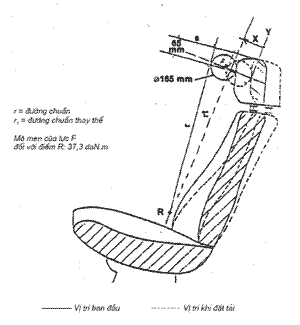 Y
X
s
65
mm
⌀165 mm
r = đường chuẩn
r₁ = đường chuẩn thay thế
r
r'
Mô men của lực F
đối với điểm R: 37,3 daN.m
R
Vị trí ban đầu
Vị trí khi đặt tải